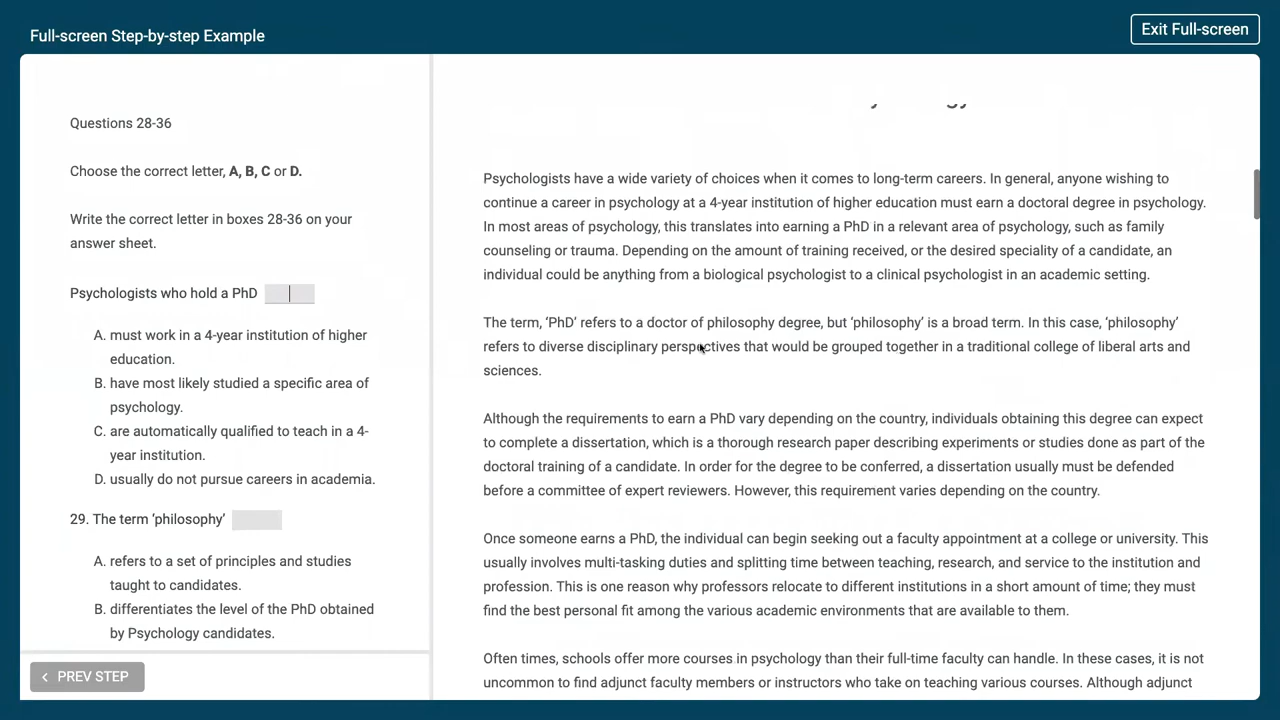 Full-screen Step-by-step Example
Exit Full-screen
Questions 28-36
Choose the correct letter, A, B, C or D.
Write the correct letter in boxes 28-36 on your
answer sheet.
Psychologists who hold a PhD
A. must work in a 4-year institution of higher
education.
B. have most likely studied a specific area of
psychology.
C. are automatically qualified to teach in a 4-
year institution.
D. usually do not pursue careers in academia.
29. The term ‘philosophy’
A. refers to a set of principles and studies
taught to candidates.
B. differentiates the level of the PhD obtained
by Psychology candidates.
PREV STEP
Psychologists have a wide variety of choices when it comes to long-term careers. In general, anyone wishing to
continue a career in psychology at a 4-year institution of higher education must earn a doctoral degree in psychology.
In most areas of psychology, this translates into earning a PhD in a relevant area of psychology, such as family
counseling or trauma. Depending on the amount of training received, or the desired speciality of a candidate, an
individual could be anything from a biological psychologist to a clinical psychologist in an academic setting.
The term, ‘PhD’ refers to a doctor of philosophy degree, but ‘philosophy’ is a broad term. In this case, ‘philosophy’
refers to diverse disciplinary perspectives that would be grouped together in a traditional college of liberal arts and
sciences.
Although the requirements to earn a PhD vary depending on the country, individuals obtaining this degree can expect
to complete a dissertation, which is a thorough research paper describing experiments or studies done as part of the
doctoral training of a candidate. In order for the degree to be conferred, a dissertation usually must be defended
before a committee of expert reviewers. However, this requirement varies depending on the country.
Once someone earns a PhD, the individual can begin seeking out a faculty appointment at a college or university. This
usually involves multi-tasking duties and splitting time between teaching, research, and service to the institution and
profession. This is one reason why professors relocate to different institutions in a short amount of time; they must
find the best personal fit among the various academic environments that are available to them.
Often times, schools offer more courses in psychology than their full-time faculty can handle. In these cases, it is not
uncommon to find adjunct faculty members or instructors who take on teaching various courses. Although adjunct